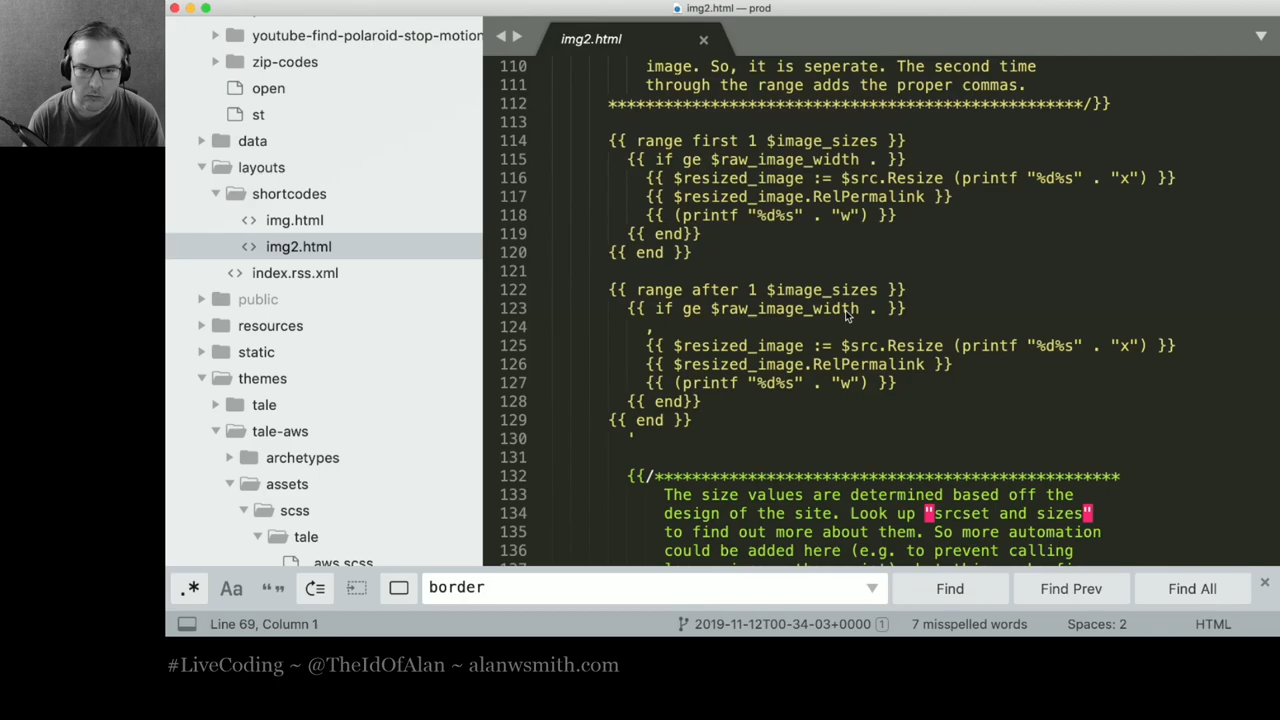 img2.html — prod
youtube-find-polaroid-stop-motion
zip-codes
open
st
data
layouts
shortcodes
img.html
img2.html
index.rss.xml
public
resources
static
themes
tale
tale-aws
archetypes
assets
scss
tale
aws.scss
img2.html
110 image. So, it is seperate. The second time
111 through the range adds the proper commas.
112 ***************************************************/}}
113
114 {{ range first 1 $image_sizes }}
115 {{ if ge $raw_image_width . }}
116 {{ $resized_image := $src.Resize (printf "%d%s" . "x") }}
117 {{ $resized_image.RelPermalink }}
118 {{ (printf "%d%s" . "w") }}
119 {{ end}}
120 {{ end }}
121
122 {{ range after 1 $image_sizes }}
123 {{ if ge $raw_image_width . }}
124 ,
125 {{ $resized_image := $src.Resize (printf "%d%s" . "x") }}
126 {{ $resized_image.RelPermalink }}
127 {{ (printf "%d%s" . "w") }}
128 {{ end}}
129 {{ end }}
130 '
131
132 {{/**************************************************
133 The size values are determined based off the
134 design of the site. Look up "srcset and sizes"
135 to find out more about them. So more automation
136 could be added here (e.g. to prevent calling
.* Aa “” border Find Find Prev Find All
Line 69, Column 1 2019-11-12T00-34-03+0000 1 7 misspelled words Spaces: 2 HTML
#LiveCoding ~ @TheIdOfAlan ~ alanwsmith.com